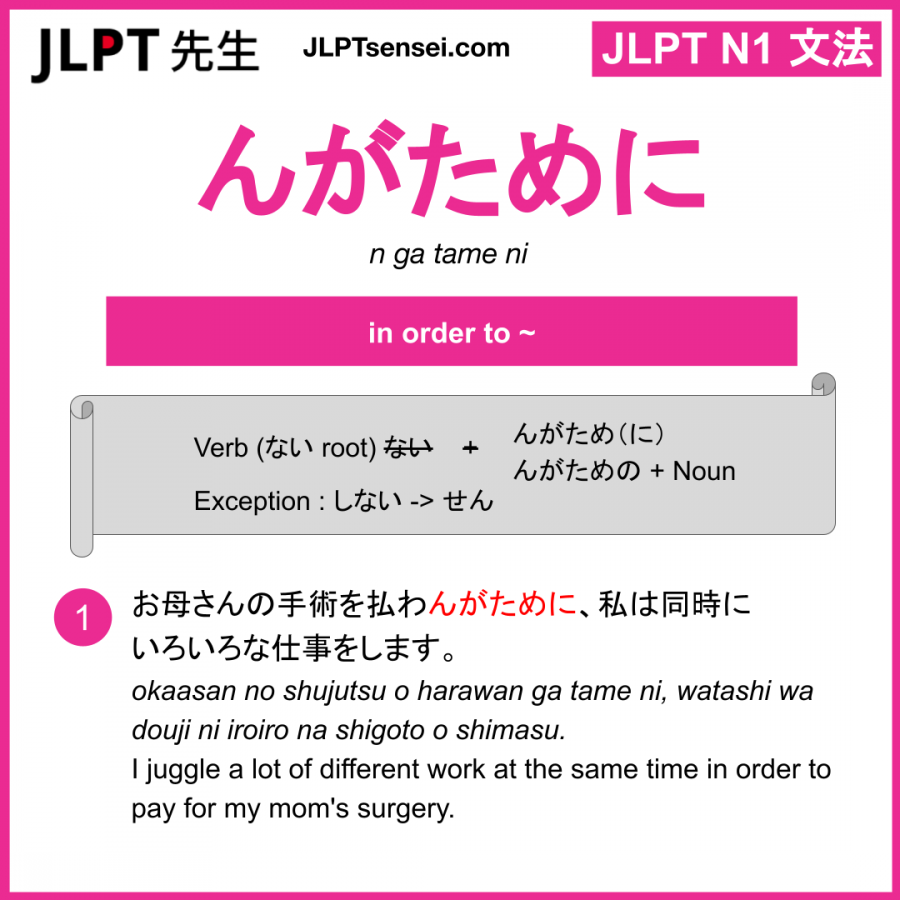 JLPT 先生
JLPTsensei.com
JLPT N1 文法
んがために
n ga tame ni
in order to ~
Verb (ない root) ない + んがため（に）
んがための + Noun
Exception : しない -> せん
1
お母さんの手術を払わんがために、私は同時に
いろいろな仕事をします。
okaasan no shujutsu o harawan ga tame ni, watashi wa
douji ni iroiro na shigoto o shimasu.
I juggle a lot of different work at the same time in order to
pay for my mom's surgery.